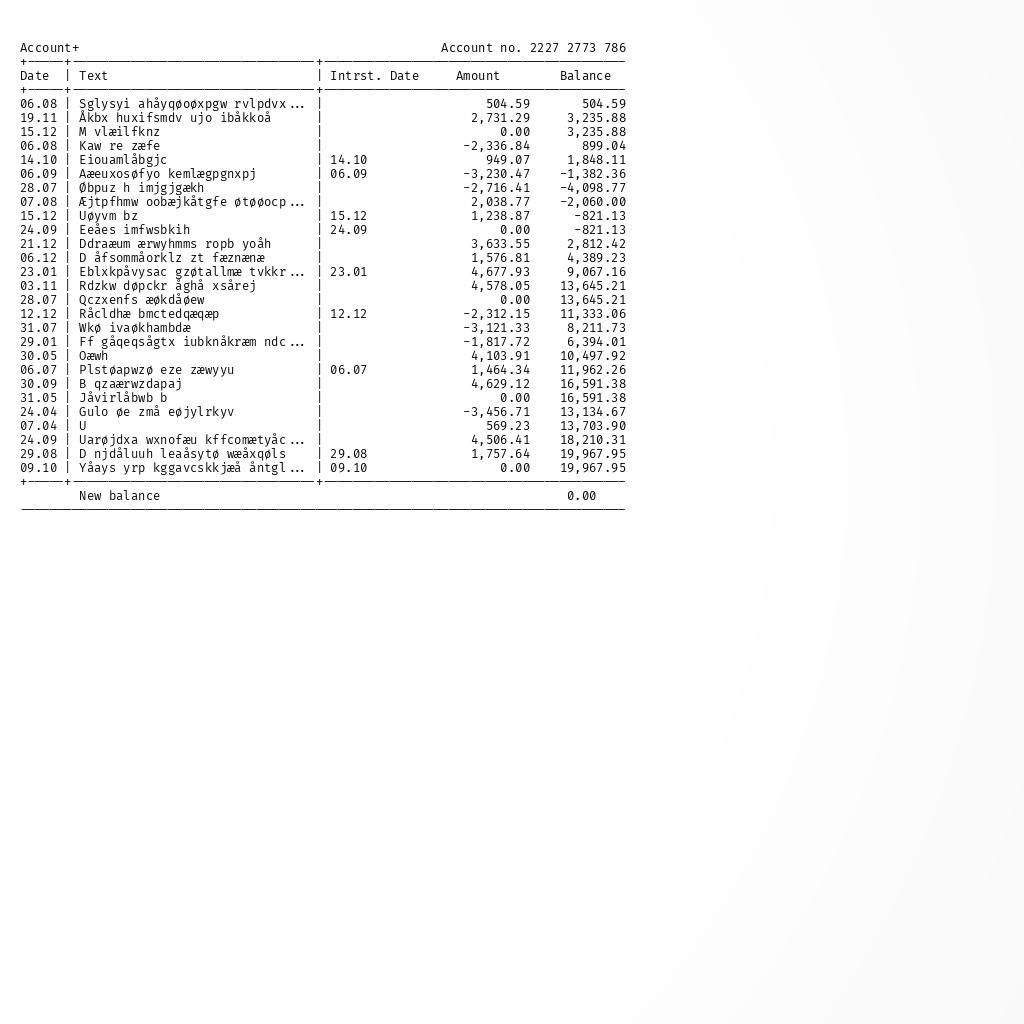 Account+ Account no. 2227 2773 786
Date | Text | Intrst. Date Amount Balance
06.08 | Sglysyi ahåyqøoøxpgw rvlpdvx... | 504.59 504.59
19.11 | Åkbx huxifsmdv ujo ibåkkoå | 2,731.29 3,235.88
15.12 | M vlæilfknz | 0.00 3,235.88
06.08 | Kaw re zæfe | -2,336.84 899.04
14.10 | Eiouamlåbgjc | 14.10 949.07 1,848.11
06.09 | Aæeuxosøfyo kemlægpgnxpj | 06.09 -3,230.47 -1,382.36
28.07 | Øbpuz h imjgjgækh | -2,716.41 -4,098.77
07.08 | Æjtpfhmw oobæjkåtgfe øtøøocp... | 2,038.77 -2,060.00
15.12 | Uøyvm bz | 15.12 1,238.87 -821.13
24.09 | Eeåes imfwsbkih | 24.09 0.00 -821.13
21.12 | Ddraæum ærwyhmms ropb yoåh | 3,633.55 2,812.42
06.12 | D åfsommåorklz zt fæznænæ | 1,576.81 4,389.23
23.01 | Eblxkpåvysac gzøtallmæ tvkkr... | 23.01 4,677.93 9,067.16
03.11 | Rdzkw døpckr åghå xsårej | 4,578.05 13,645.21
28.07 | Qczxenfs æøkdåøew | 0.00 13,645.21
12.12 | Råcldhæ bmctedqæqæp | 12.12 -2,312.15 11,333.06
31.07 | Wkø ivaøkhambdæ | -3,121.33 8,211.73
29.01 | Ff gåqeqsågtx iubknåkræm ndc... | -1,817.72 6,394.01
30.05 | Oæwh | 4,103.91 10,497.92
06.07 | Plstøapwzø eze zæwyyu | 06.07 1,464.34 11,962.26
30.09 | B qzaærwzdapaj | 4,629.12 16,591.38
31.05 | Jåvirlåbwb b | 0.00 16,591.38
24.04 | Gulo øe zmå eøjylrkyv | -3,456.71 13,134.67
07.04 | U | 569.23 13,703.90
24.09 | Uarøjdxa wxnofæu kffcomætyåc... | 4,506.41 18,210.31
29.08 | D njdåluuh leaåsytø wæåxqøls | 29.08 1,757.64 19,967.95
09.10 | Yåays yrp kggavcskkjæå åntgl... | 09.10 0.00 19,967.95
New balance 0.00